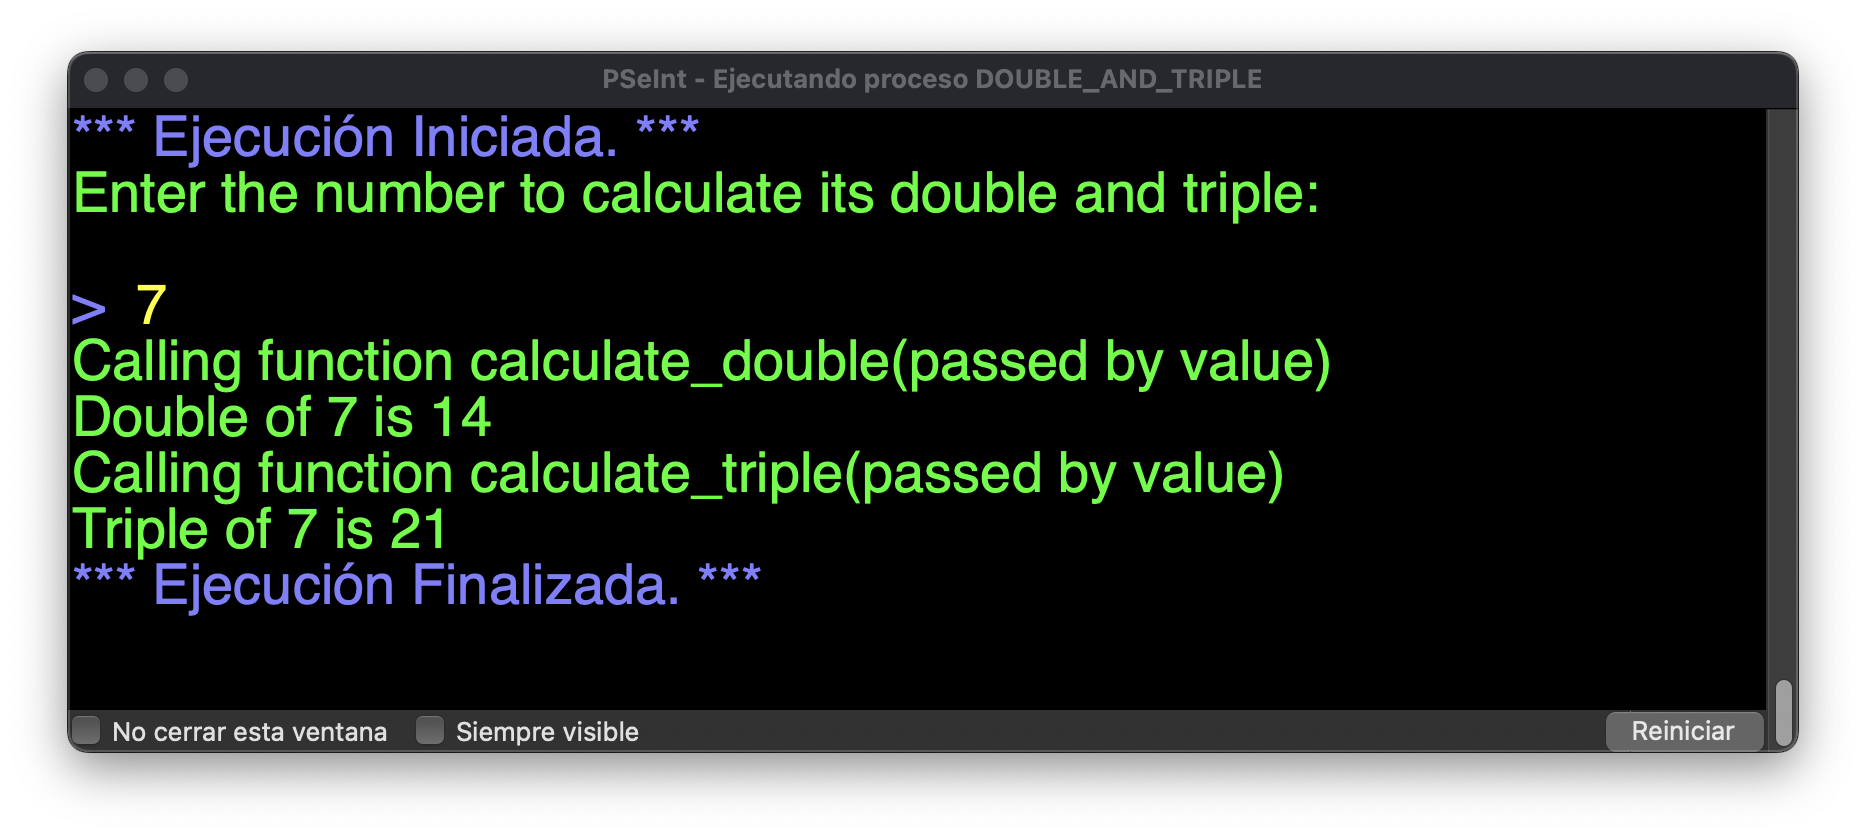 PSeInt - Ejecutando proceso DOUBLE_AND_TRIPLE
*** Ejecución Iniciada. ***
Enter the number to calculate its double and triple:
> 7
Calling function calculate_double(passed by value)
Double of 7 is 14
Calling function calculate_triple(passed by value)
Triple of 7 is 21
*** Ejecución Finalizada. ***
No cerrar esta ventana Siempre visible Reiniciar